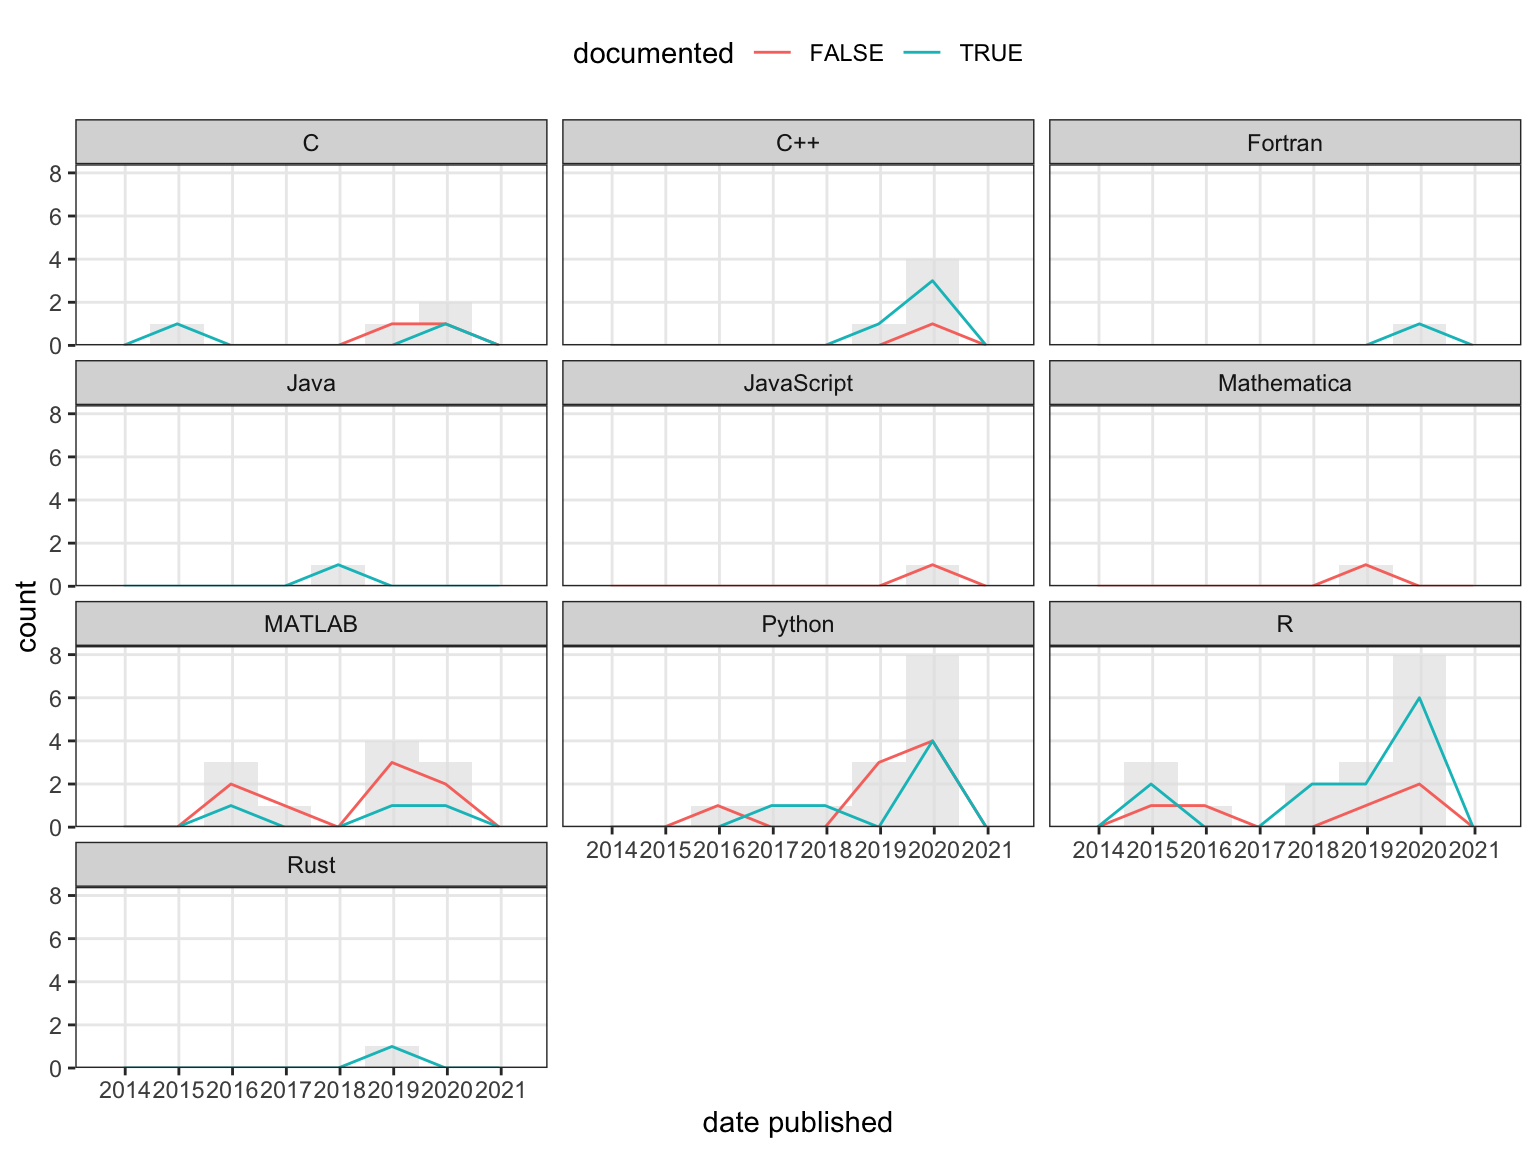 documented FALSE TRUE
C C++ Fortran
8
6
4
2
0
Java JavaScript Mathematica
8
6
4
2
0
count
MATLAB Python R
8
6
4
2
0
2014 2015 2016 2017 2018 2019 2020 2021 2014 2015 2016 2017 2018 2019 2020 2021
Rust
8
6
4
2
0
2014 2015 2016 2017 2018 2019 2020 2021
date published